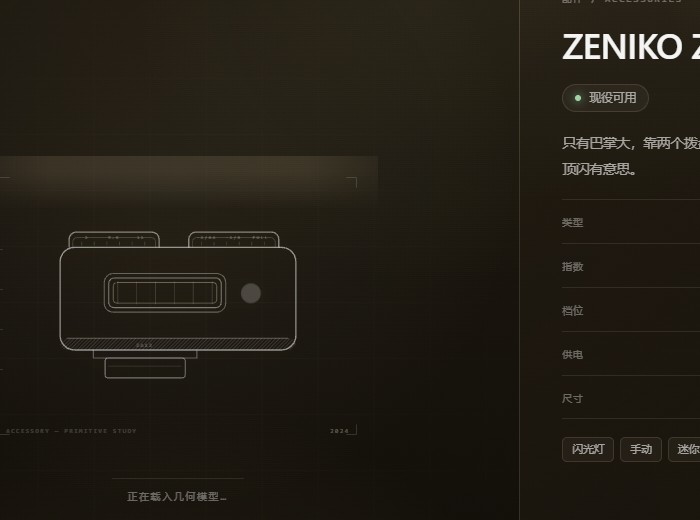 ACCESSORY — PRIMITIVE STUDY
2024
正在载入几何模型…
ZENIKO Z
现役可用
只有巴掌大，靠两个拨
顶闪有意思。
类型
指数
档位
供电
尺寸
闪光灯
手动
迷你